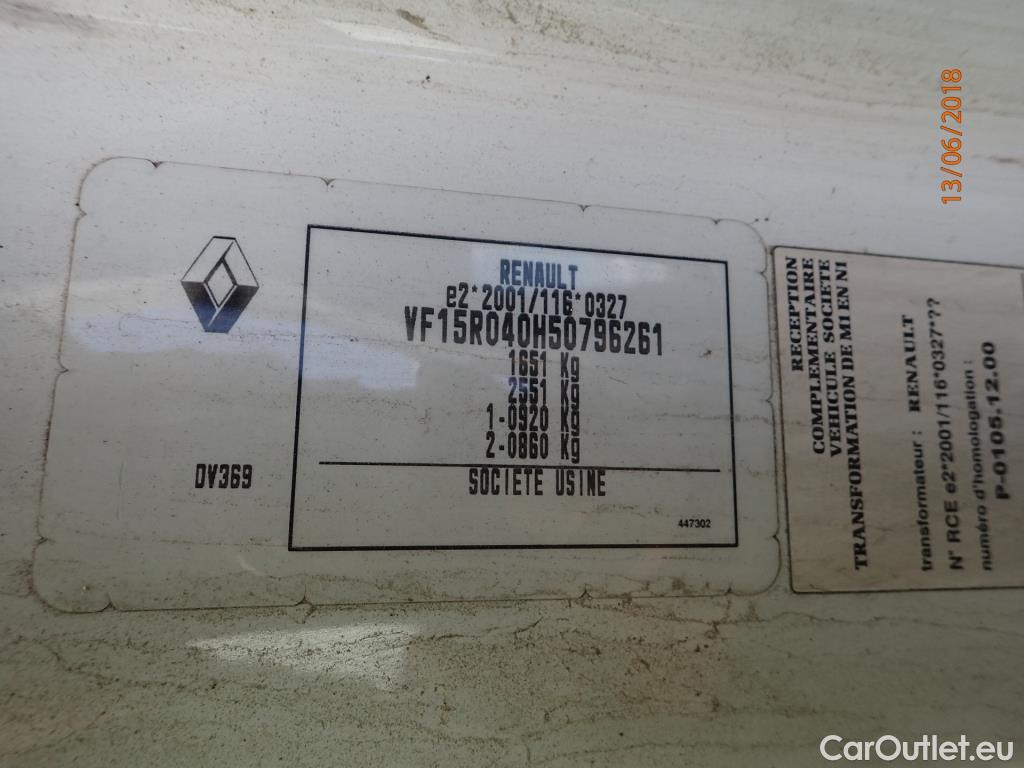 13/06/2018
RENAULT
e2*2001/116*0327
VF15R040H50796261
1651 Kg
2551 Kg
1-0920 Kg
2-0860 Kg
SOCIETE USINE
447302
DV369
RECEPTION
COMPLEMENTAIRE
VEHICULE SOCIETE
TRANSFORMATION DE M1 EN N1
transformateur : RENAULT
N° RCE e2*2001/116*0327*??
numéro d'homologation :
P-0105.12.00
CarOutlet.eu